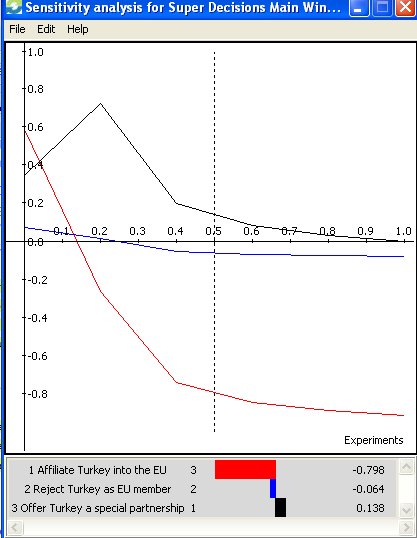 Sensitivity analysis for Super Decisions Main Win...
File Edit Help
1.0
0.8
0.6
0.4
0.2
0.0
0.1 0.2 0.3 0.4 0.5 0.6 0.7 0.8 0.9 1.0
-0.2
-0.4
-0.6
-0.8
Experiments
1 Affiliate Turkey into the EU 3 -0.798
2 Reject Turkey as EU member 2 -0.064
3 Offer Turkey a special partnership 1 0.138